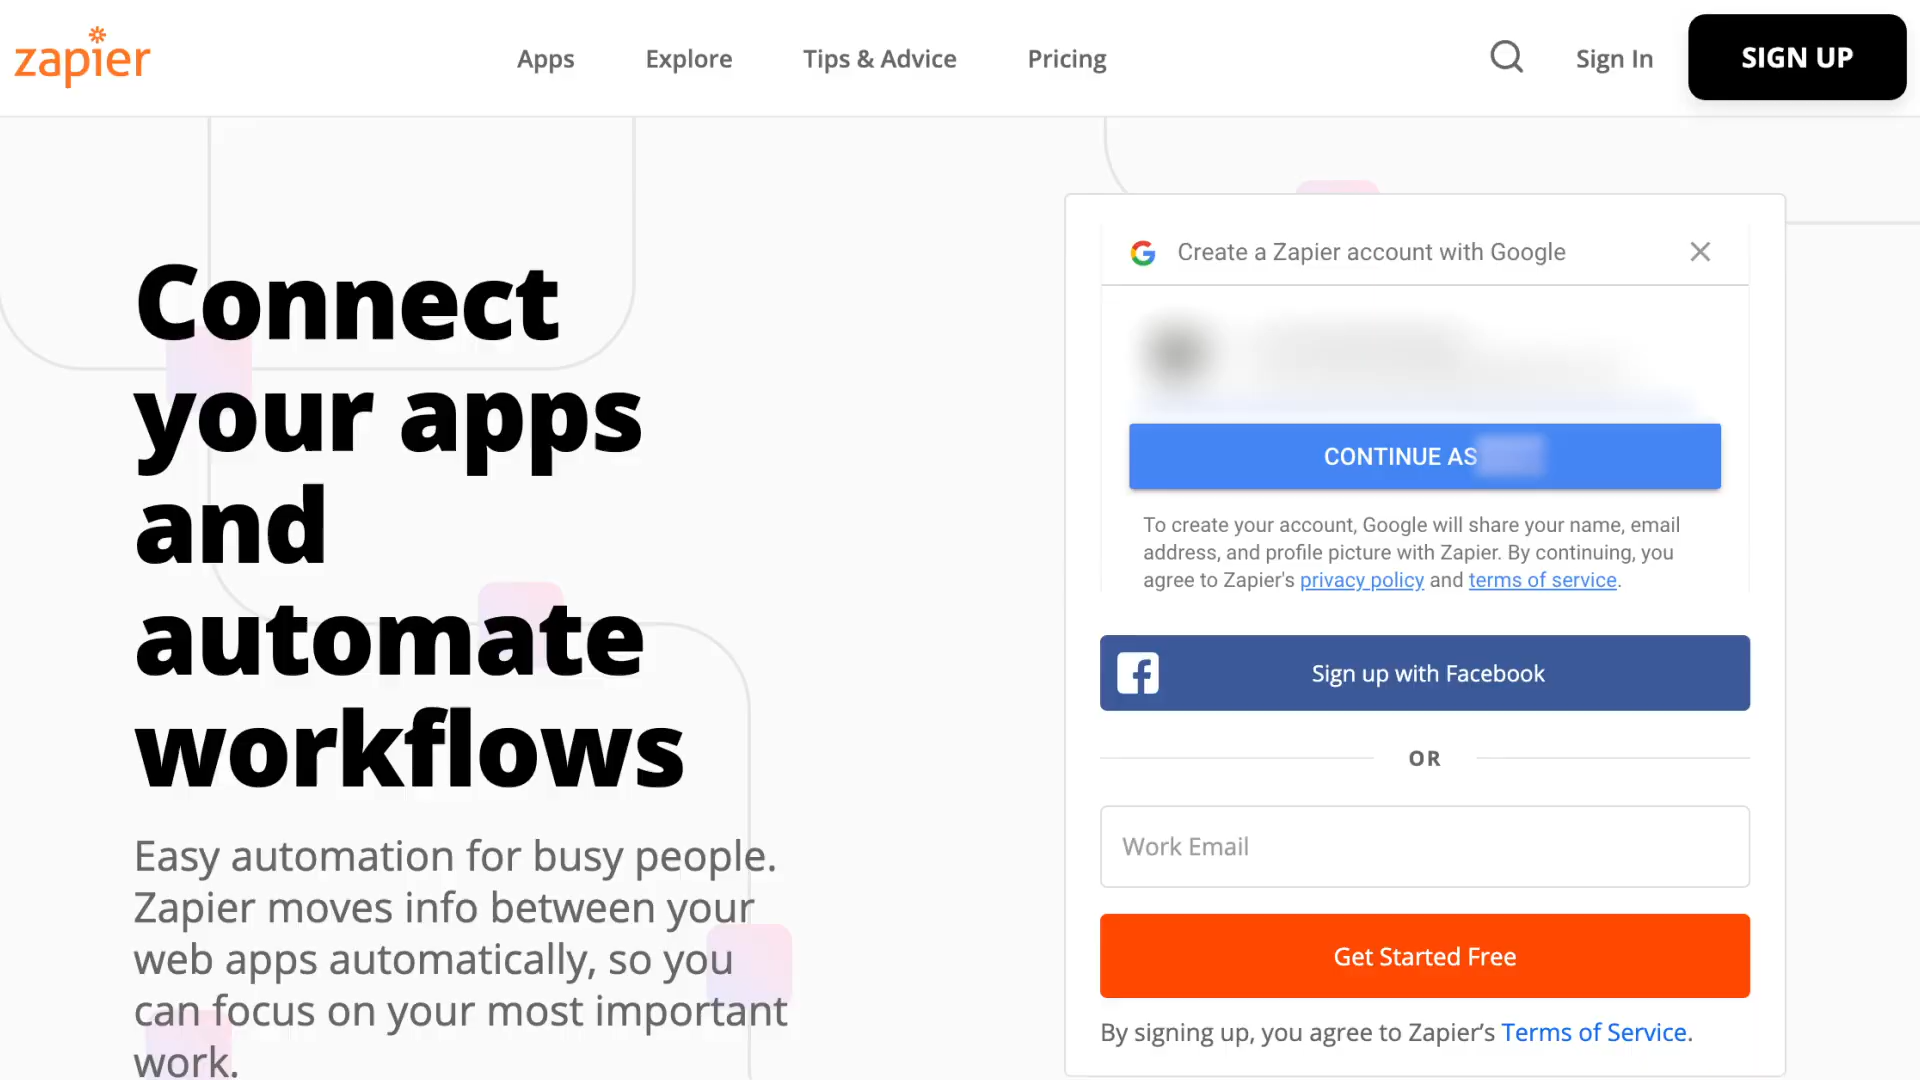 zapier
Apps
Explore
Tips & Advice
Pricing
Sign In
SIGN UP
Connect
your apps
and
automate
workflows
Easy automation for busy people.
Zapier moves info between your
web apps automatically, so you
can focus on your most important
work.
Create a Zapier account with Google
CONTINUE AS
To create your account, Google will share your name, email
address, and profile picture with Zapier. By continuing, you
agree to Zapier's privacy policy and terms of service.
Sign up with Facebook
OR
Work Email
Get Started Free
By signing up, you agree to Zapier’s Terms of Service.